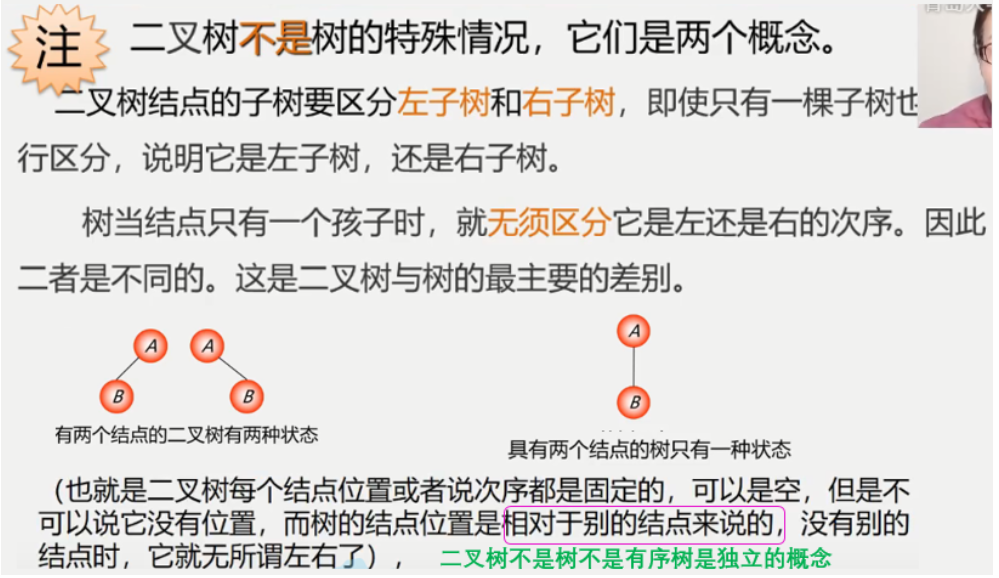 注
二叉树不是树的特殊情况，它们是两个概念。
二叉树结点的子树要区分左子树和右子树，即使只有一棵子树也
行区分，说明它是左子树，还是右子树。
树当结点只有一个孩子时，就无须区分它是左还是右的次序。因此
二者是不同的。这是二叉树与树的最主要的差别。
A A A
B B B
有两个结点的二叉树有两种状态
具有两个结点的树只有一种状态
（也就是二叉树每个结点位置或者说次序都是固定的，可以是空，但是不
可以说它没有位置，而树的结点位置是相对于别的结点来说的，没有别的
结点时，它就无所谓左右了），
二叉树不是树不是有序树是独立的概念